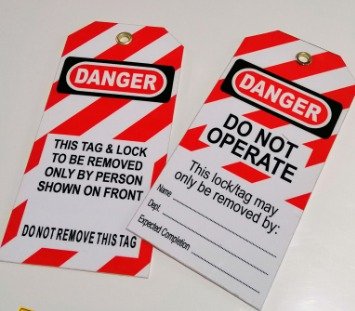 DANGER
THIS TAG & LOCK
TO BE REMOVED
ONLY BY PERSON
SHOWN ON FRONT
DO NOT REMOVE THIS TAG
DANGER
DO NOT
OPERATE
This lock/tag may
only be removed by:
Name
Dept.
Expected Completion